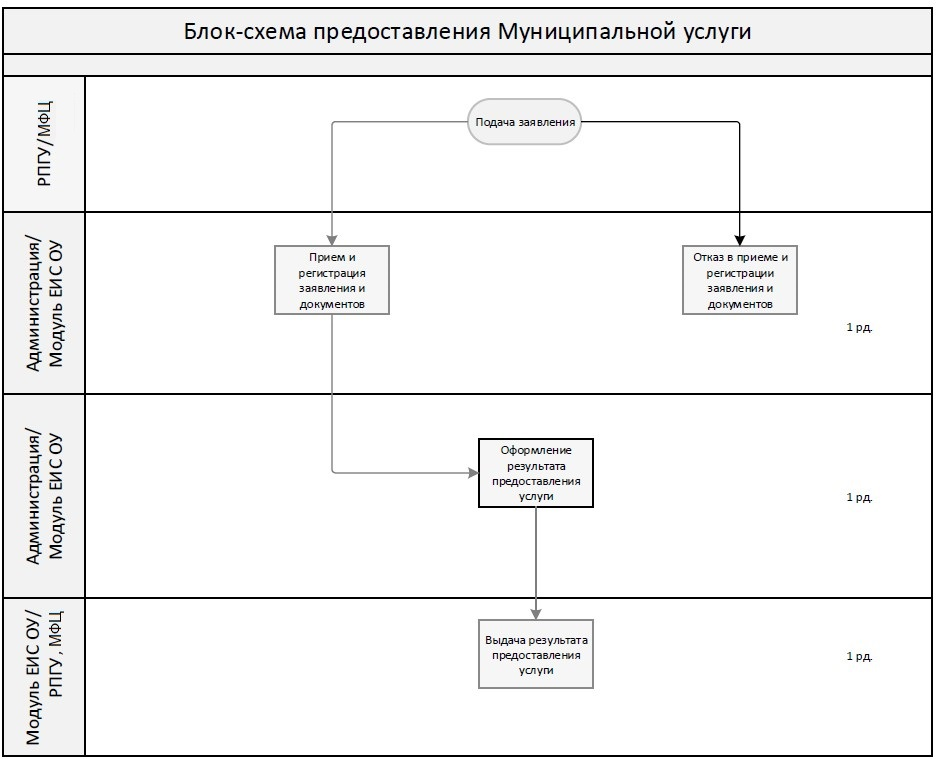 Блок-схема предоставления Муниципальной услуги
РПГУ/МФЦ
Подача заявления
Администрация/
Модуль ЕИС ОУ
Прием и
регистрация
заявления и
документов
Отказ в приеме и
регистрации
заявления и
документов
1 рд.
Администрация/
Модуль ЕИС ОУ
Оформление
результата
предоставления
услуги
1 рд.
Модуль ЕИС ОУ/
РПГУ , МФЦ
Выдача результата
предоставления
услуги
1 рд.